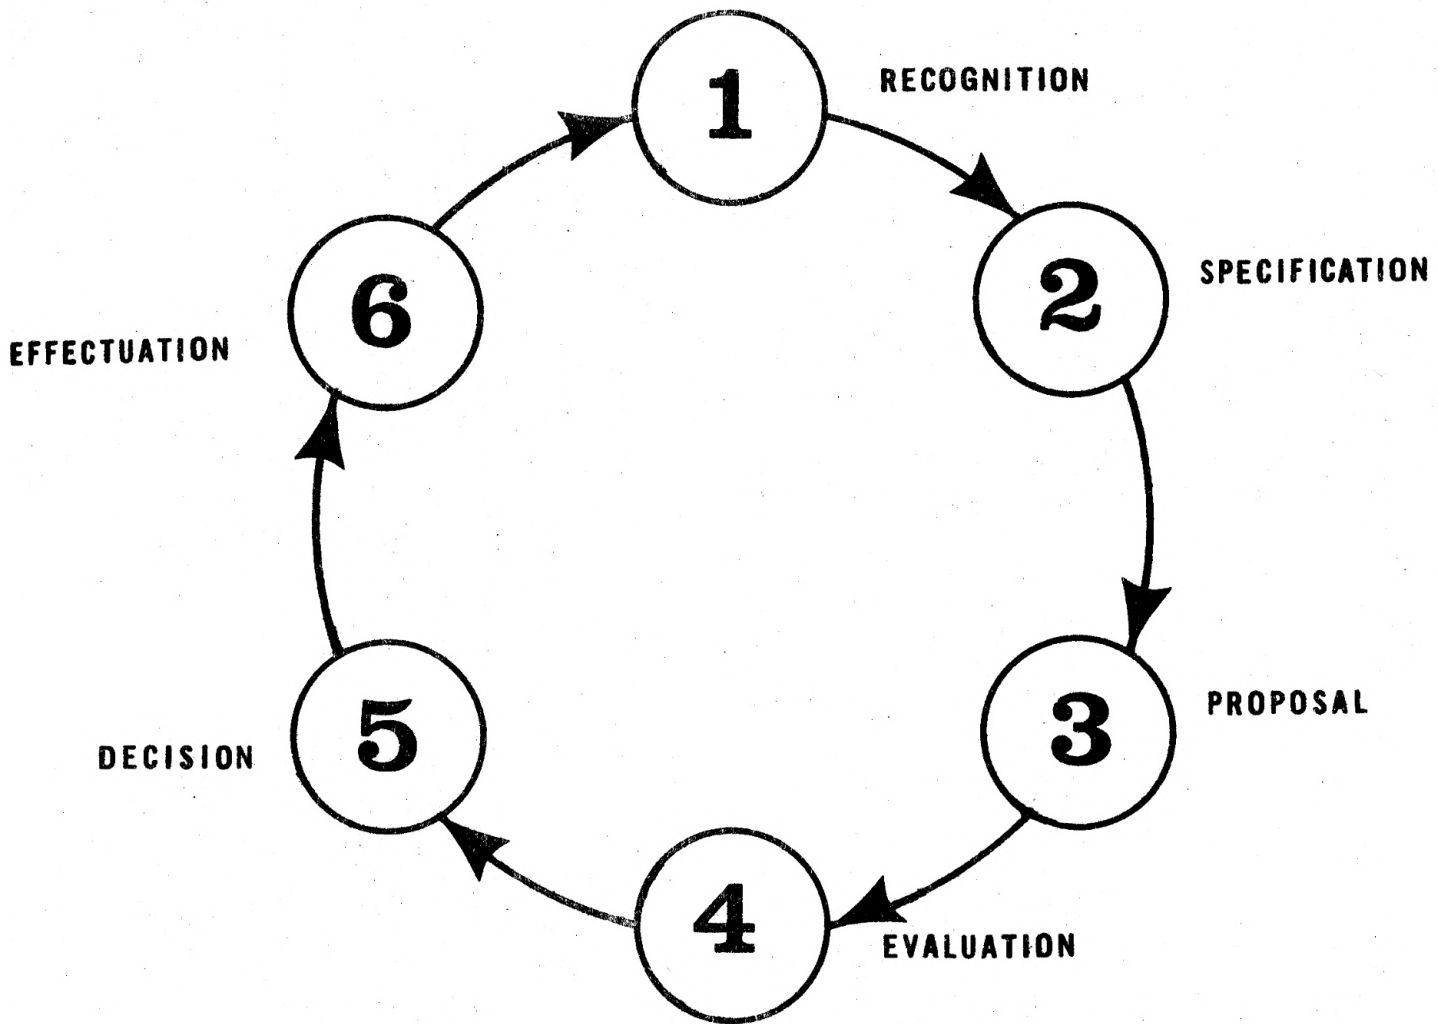 1
RECOGNITION
2
SPECIFICATION
3
PROPOSAL
4
EVALUATION
5
DECISION
6
EFFECTUATION